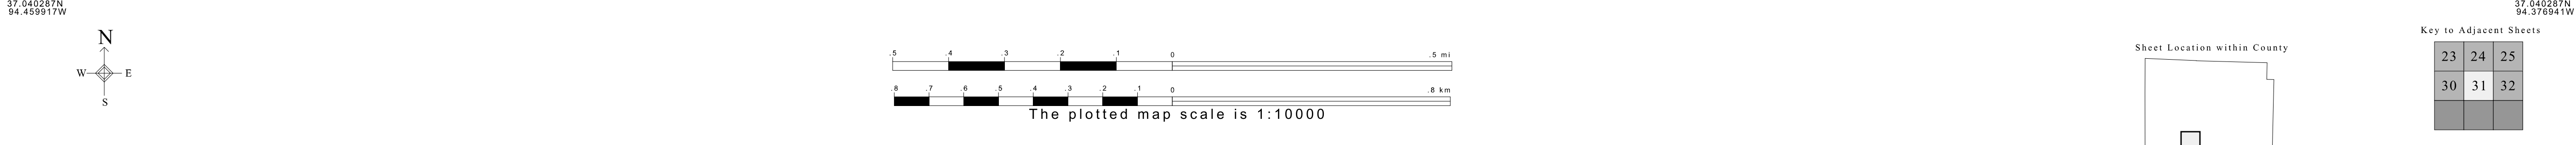 37.040287N
94.459917W
N
W E
S
.5 .4 .3 .2 .1 0 .5 mi
.8 .7 .6 .5 .4 .3 .2 .1 0 .8 km
The plotted map scale is 1:10000
Sheet Location within County
37.040287N
94.376941W
Key to Adjacent Sheets
23 24 25
30 31 32